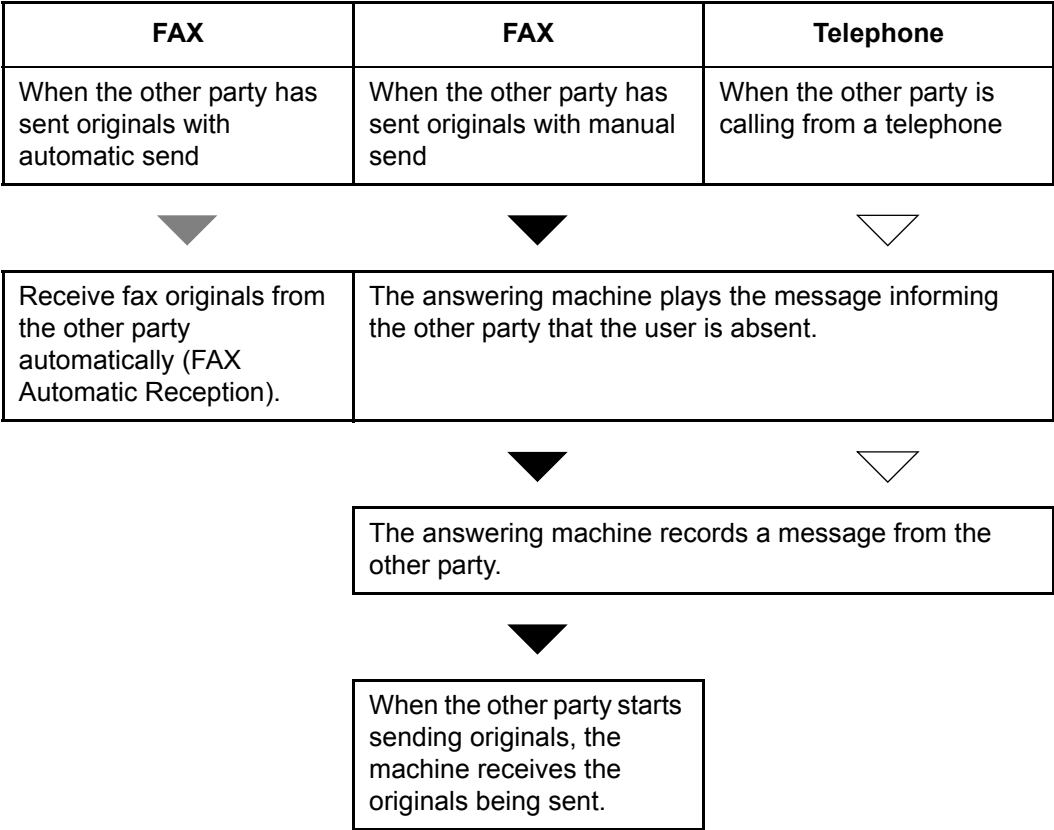 FAX
FAX
Telephone
When the other party has
sent originals with
automatic send
When the other party has
sent originals with manual
send
When the other party is
calling from a telephone
Receive fax originals from
the other party
automatically (FAX
Automatic Reception).
The answering machine plays the message informing
the other party that the user is absent.
The answering machine records a message from the
other party.
When the other party starts
sending originals, the
machine receives the
originals being sent.